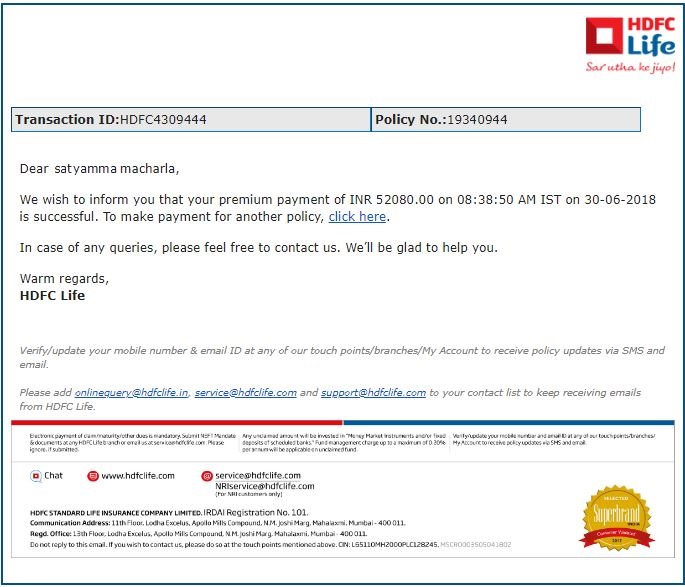 HDFC
Life
Sar utha ke jiyo!
Transaction ID:HDFC4309444 Policy No.:19340944
Dear satyamma macharla,
We wish to inform you that your premium payment of INR 52080.00 on 08:38:50 AM IST on 30-06-2018
is successful. To make payment for another policy, click here.
In case of any queries, please feel free to contact us. We'll be glad to help you.
Warm regards,
HDFC Life
Verify/update your mobile number & email ID at any of our touch points/branches/My Account to receive policy updates via SMS and
email.
Please add onlinequery@hdfclife.in, service@hdfclife.com and support@hdfclife.com to your contact list to keep receiving emails
from HDFC Life.
Electronic payment of claim/maturity/other dues is mandatory. Submit NEFT Mandate
& documents at any HDFC Life branch or email us at service@hdfclife.com. Please
ignore, if submitted.
Any unclaimed amount will be invested in "Money Market Instruments and/or fixed
deposits of scheduled banks." Fund management charge up to a maximum of 0.20%
per annum will be applicable on unclaimed fund.
Verify/update your mobile number and email ID at any of our touch points/branches/
My Account to receive policy updates via SMS and email.
Chat www.hdfclife.com service@hdfclife.com
NRIservice@hdfclife.com
(For NRI customers only)
HDFC STANDARD LIFE INSURANCE COMPANY LIMITED. IRDAI Registration No. 101.
Communication Address: 11th Floor, Lodha Excelus, Apollo Mills Compound, N.M. Joshi Marg, Mahalaxmi, Mumbai - 400 011.
Regd. Office: 13th Floor, Lodha Excelus, Apollo Mills Compound, N.M. Joshi Marg, Mahalaxmi, Mumbai - 400 011.
Do not reply to this email. If you wish to contact us, please do so at the touch points mentioned above. CIN: L65110MH2000PLC128245, MSCR0003505041802
SELECTED
Superbrand
INDIA
Customer Validated
2017